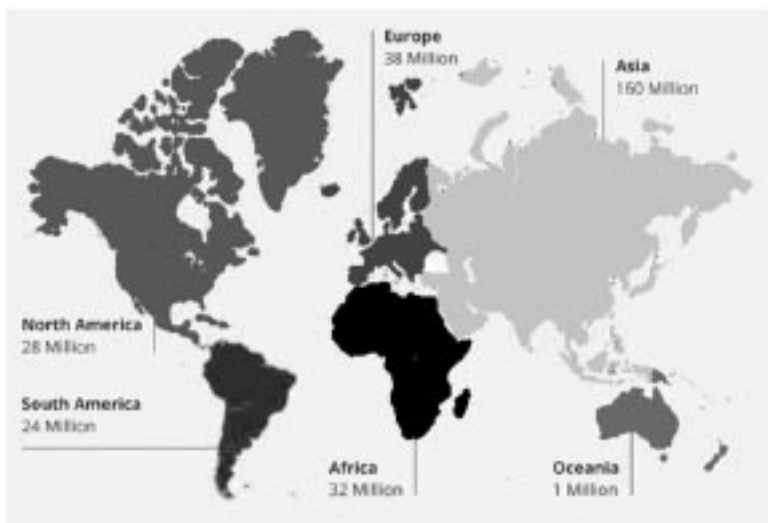 Europe
38 Million
Asia
160 Million
North America
28 Million
South America
24 Million
Africa
32 Million
Oceania
1 Million